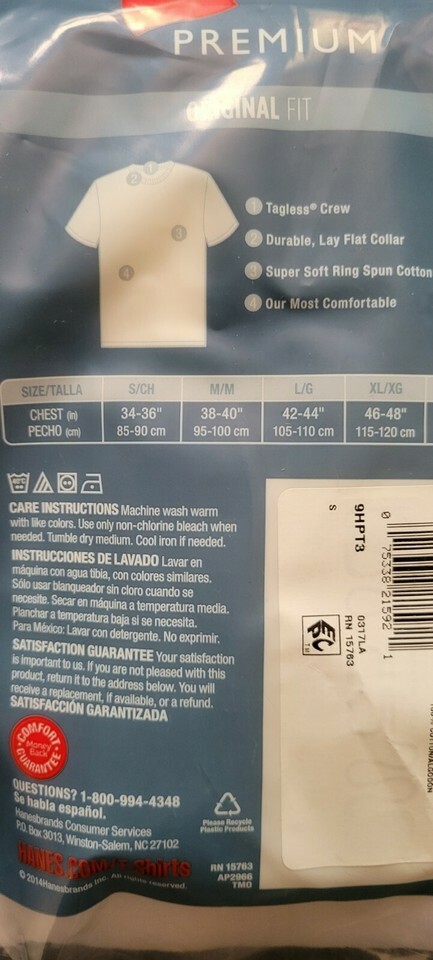 PREMIUM
ORIGINAL FIT
1 Tagless® Crew
2 Durable, Lay Flat Collar
3 Super Soft Ring Spun Cotton
4 Our Most Comfortable
1
2
3
4
SIZE/TALLA S/CH M/M L/G XL/XG
CHEST (in) 34-36" 38-40" 42-44" 46-48"
PECHO (cm) 85-90 cm 95-100 cm 105-110 cm 115-120 cm
40°C
CARE INSTRUCTIONS Machine wash warm
with like colors. Use only non-chlorine bleach when
needed. Tumble dry medium. Cool iron if needed.
INSTRUCCIONES DE LAVADO Lavar en
máquina con agua tibia, con colores similares.
Sólo usar blanqueador sin cloro cuando se
necesite. Secar en máquina a temperatura media.
Planchar a temperatura baja si se necesita.
Para México: Lavar con detergente. No exprimir.
SATISFACTION GUARANTEE Your satisfaction
is important to us. If you are not pleased with this
product, return it to the address below. You will
receive a replacement, if available, or a refund.
SATISFACCIÓN GARANTIZADA
COMFORT
Money
Back
GUARANTEE
QUESTIONS? 1-800-994-4348
Se habla español.
Hanesbrands Consumer Services
P.O. Box 3013, Winston-Salem, NC 27102
HANES.COM/T-Shirts
©2014Hanesbrands Inc. All rights reserved.
Please Recycle
Plastic Products
RN 15763
AP2966
TMO
9HPT3
S
0 75338 21592 1
0317LA
RN 15763
EPC